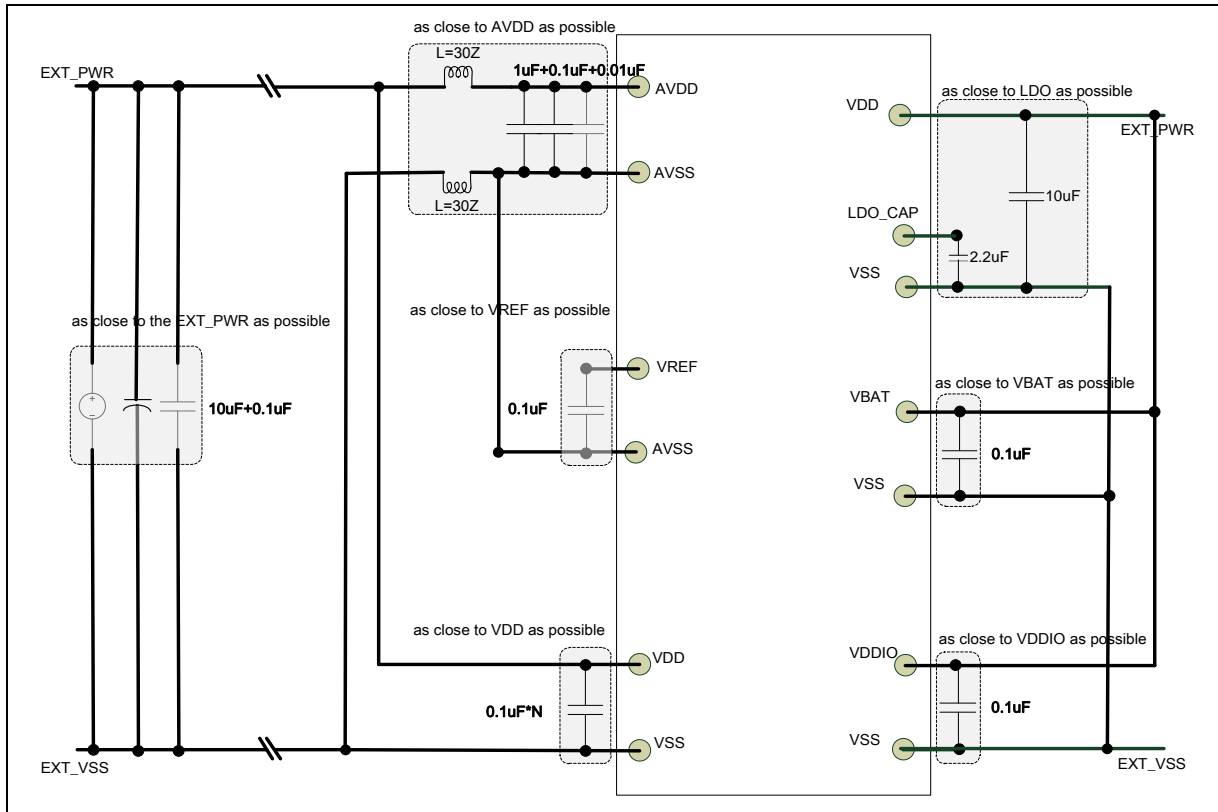 as close to AVDD as possible
L=30Z
EXT_PWR
1uF+0.1uF+0.01uF
AVDD
AVSS
L=30Z
as close to LDO as possible
VDD
EXT_PWR
10uF
LDO_CAP
2.2uF
VSS
as close to the EXT_PWR as possible
10uF+0.1uF
as close to VREF as possible
VREF
0.1uF
AVSS
as close to VBAT as possible
VBAT
0.1uF
VSS
as close to VDD as possible
VDD
0.1uF*N
VSS
as close to VDDIO as possible
VDDIO
0.1uF
VSS
EXT_VSS
EXT_VSS